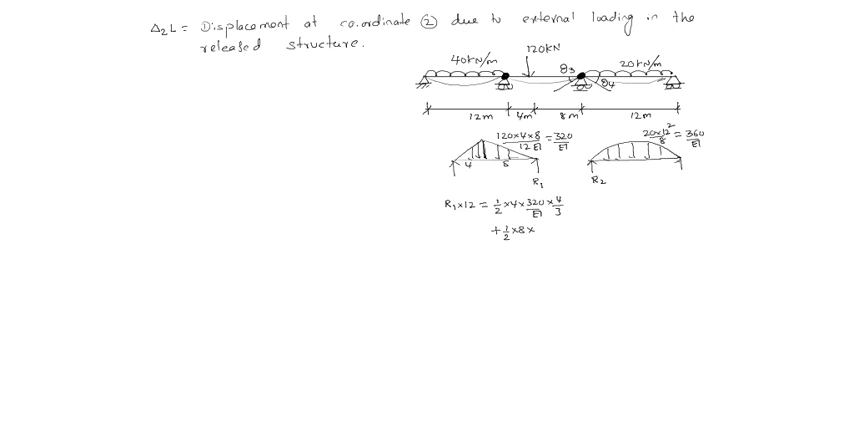 Δ₂L = Displacement at co.ordinate ② due to external loading in the
released structure.
120KN
40KN/m θ₃ 20KN/m
θ₄
12m 4m 8m 12m
120×4×8/12EI = 320/EI 20×12²/8 = 360/EI
4 8
R₁ R₂
R₁×12 = 1/2 ×4× 320/EI × 4/3
+ 1/2 ×8×